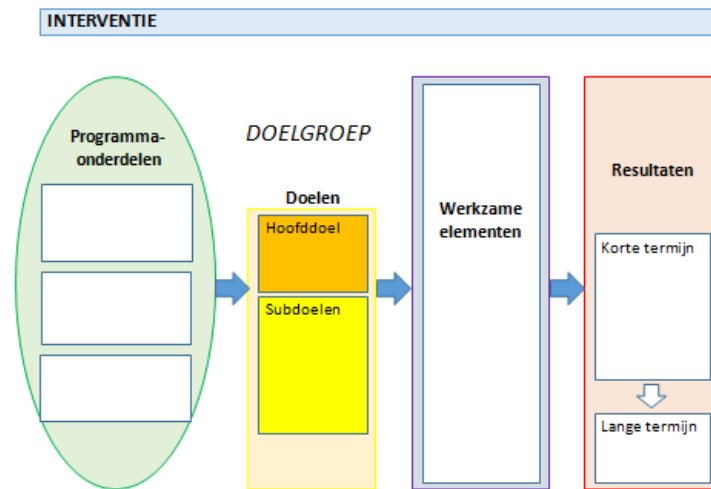 INTERVENTIE
Programma-
onderdelen
DOELGROEP
Doelen
Hoofddoel
Subdoelen
Werkzame
elementen
Resultaten
Korte termijn
Lange termijn